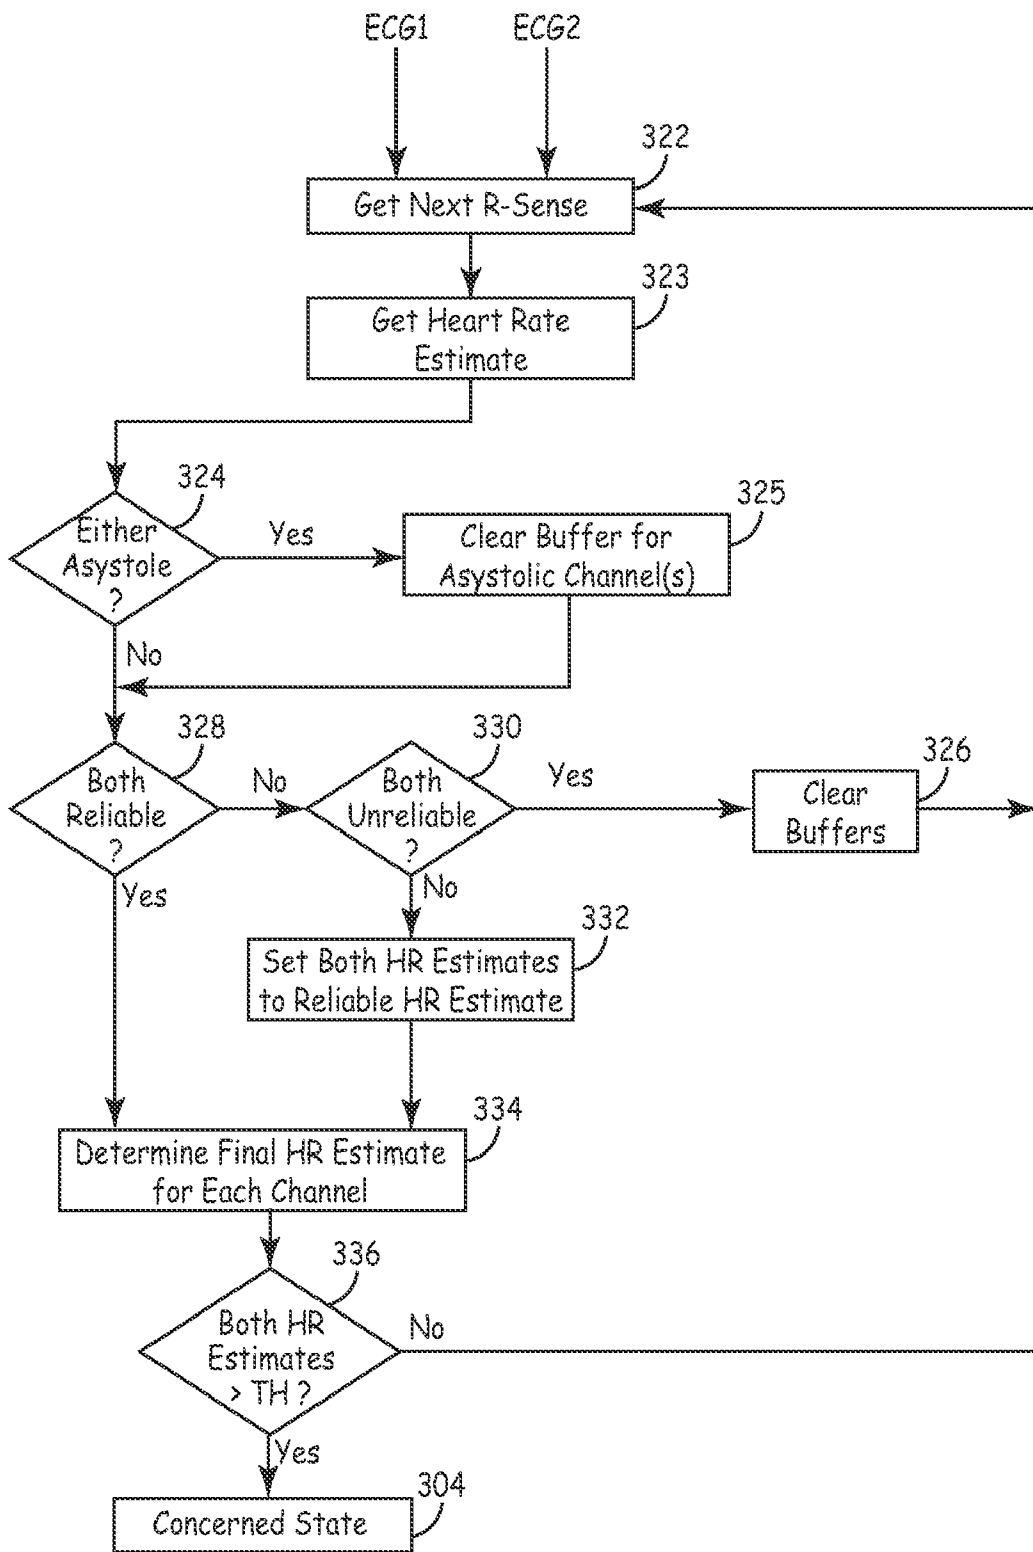 ECG1
ECG2
322
Get Next R-Sense
323
Get Heart Rate
Estimate
324
Either
Asystole
?
Yes
325
Clear Buffer for
Asystolic Channel(s)
No
328
Both
Reliable
?
No
330
Both
Unreliable
?
Yes
326
Clear
Buffers
Yes
No
332
Set Both HR Estimates
to Reliable HR Estimate
334
Determine Final HR Estimate
for Each Channel
336
Both HR
Estimates
> TH ?
No
Yes
304
Concerned State